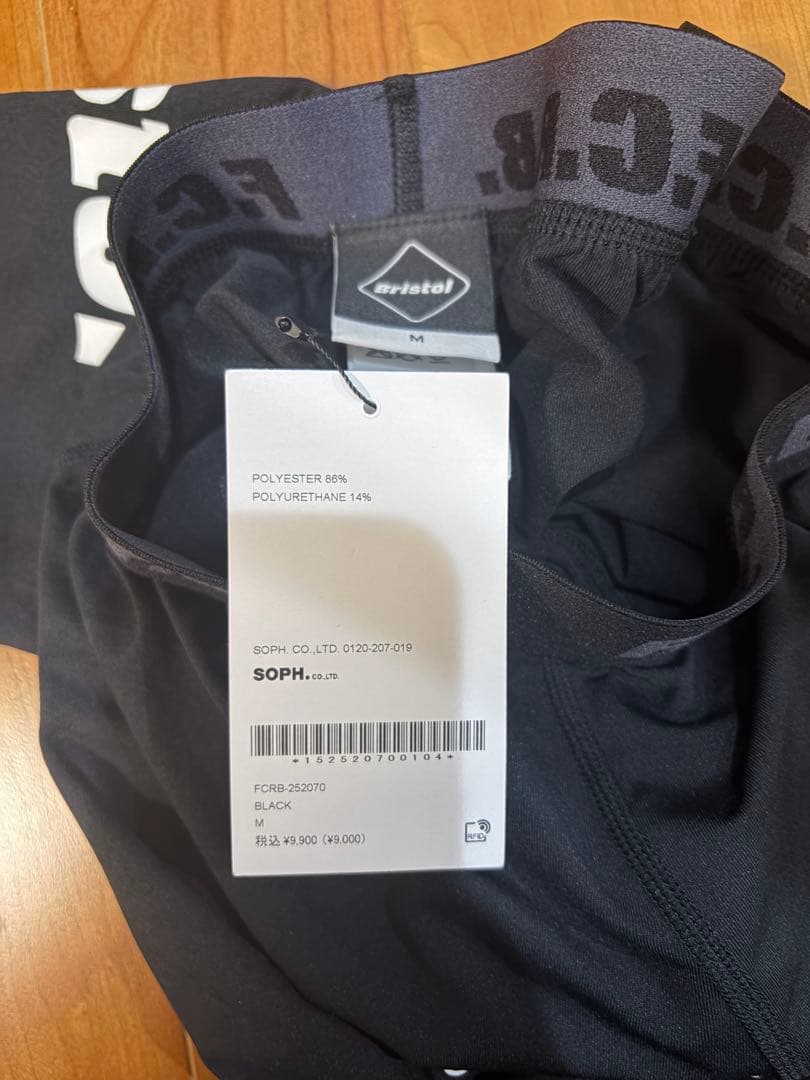 F.C.R.B.
Bristol
M
POLYESTER 86%
POLYURETHANE 14%
SOPH. CO.,LTD. 0120-207-019
SOPH. CO.,LTD.
*152520700104*
FCRB-252070
BLACK
M
税込 ¥9,900 (¥9,000)
RFID